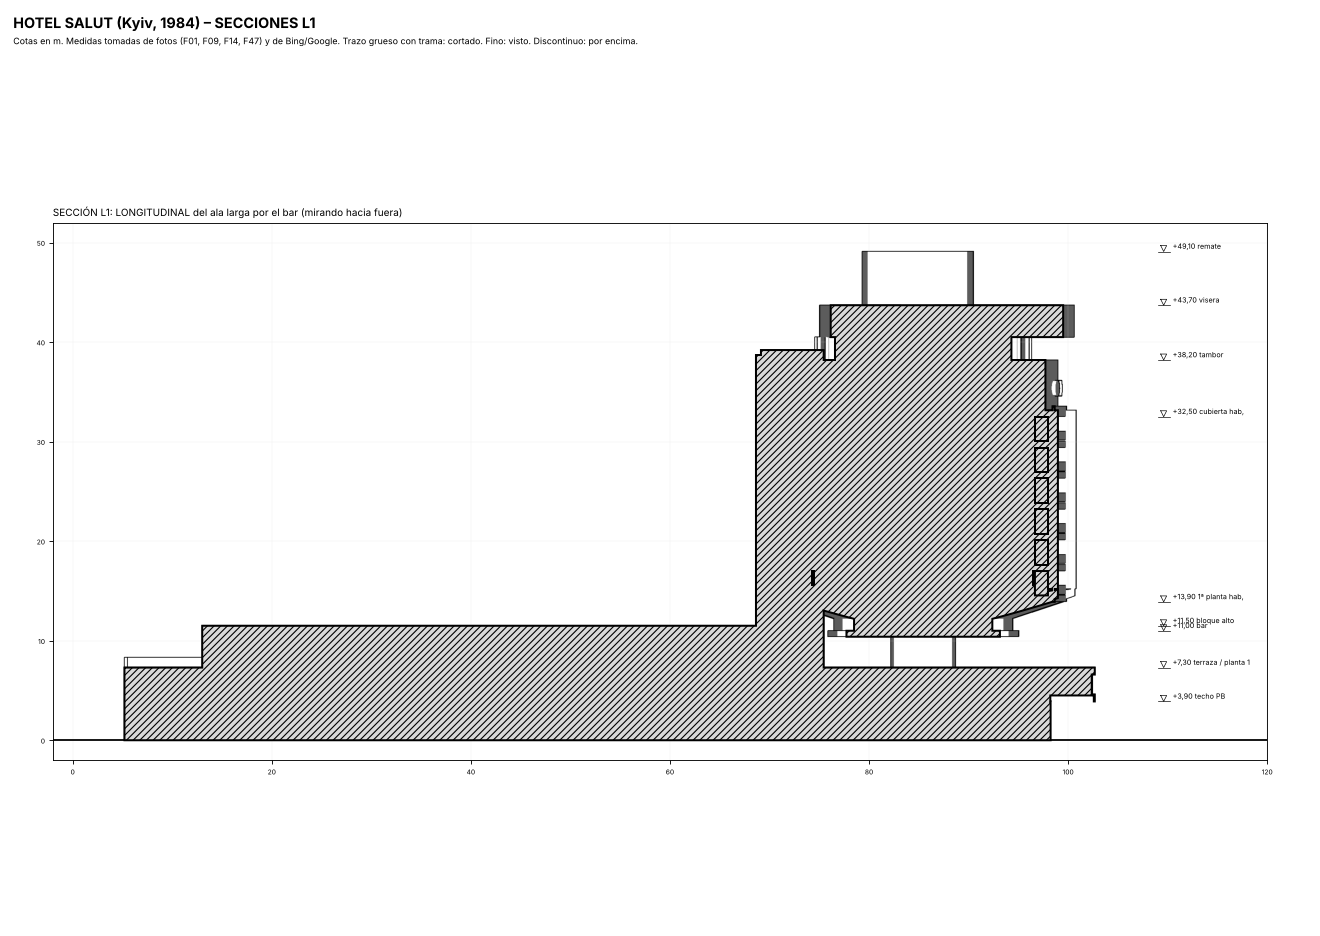 HOTEL SALUT (Kyiv, 1984) – SECCIONES L1
Cotas en m. Medidas tomadas de fotos (F01, F09, F14, F47) y de Bing/Google. Trazo grueso con trama: cortado. Fino: visto. Discontinuo: por encima.
SECCIÓN L1: LONGITUDINAL del ala larga por el bar (mirando hacia fuera)
50
+49,10 remate
+43,70 visera
40
+38,20 tambor
+32,50 cubierta hab,
30
20
+13,90 1ª planta hab,
+11,50 bloque alto
+11,00 bar
10
+7,30 terraza / planta 1
+3,90 techo PB
0
0 20 40 60 80 100 120